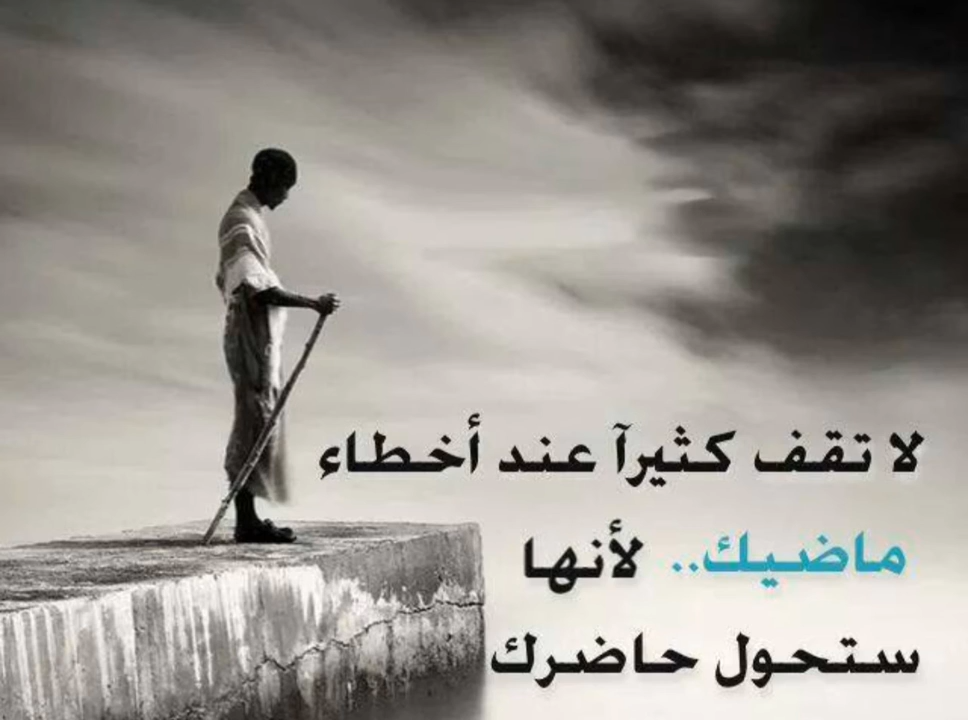 لا تقف كثيرآ عند أخطاء
ماضيك.. لأنها
ستحول حاضرك